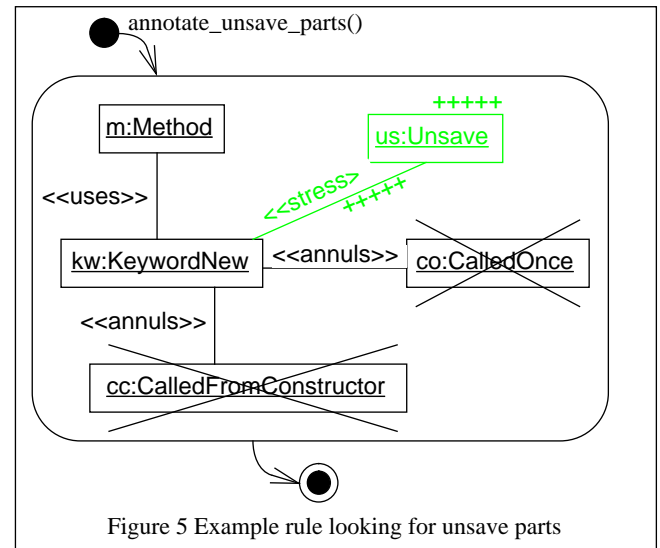 annotate_unsave_parts()
+++++
m:Method
us:Unsave
<<stress>
+++++
<<uses>>
kw:KeywordNew
<<annuls>>
co:CalledOnce
<<annuls>>
cc:CalledFromConstructor
Figure 5 Example rule looking for unsave parts